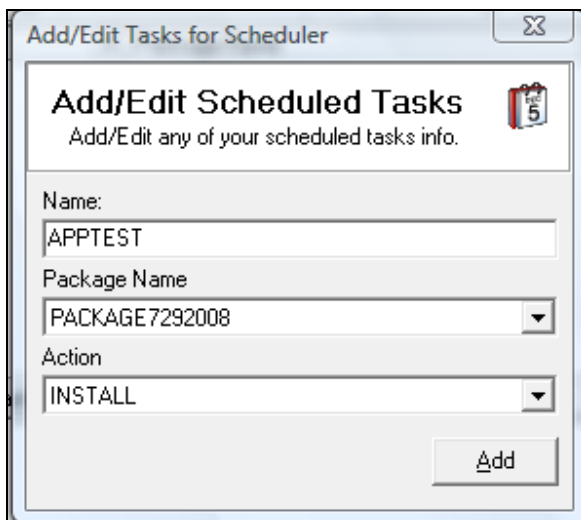 Add/Edit Tasks for Scheduler
Add/Edit Scheduled Tasks
Add/Edit any of your scheduled tasks info.
5
Name:
APPTEST
Package Name
PACKAGE7292008
Action
INSTALL
Add